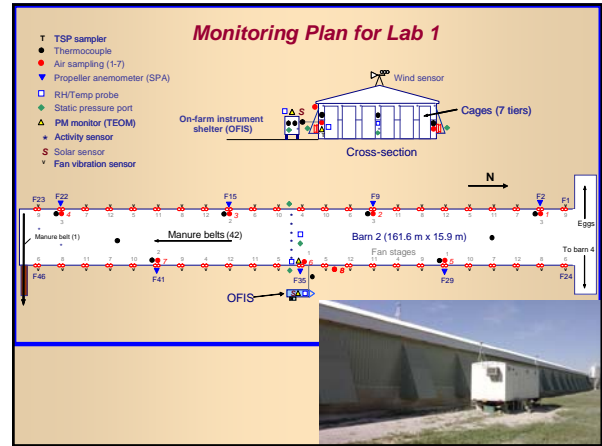 Monitoring Plan for Lab 1
T TSP sampler
Thermocouple
Air sampling (1-7)
Propeller anemometer (SPA)
RH/Temp probe
Static pressure port
PM monitor (TEOM)
* Activity sensor
S Solar sensor
v Fan vibration sensor
Wind sensor
On-farm instrument
shelter (OFIS)
S
Cages (7 tiers)
Cross-section
N
F23 F22 F15 F9 F2 F1
Eggs
Manure belt (1)
Manure belts (42)
Barn 2 (161.6 m x 15.9 m)
Fan stages
To barn 4
F46 F41 F35 F29 F24
OFIS